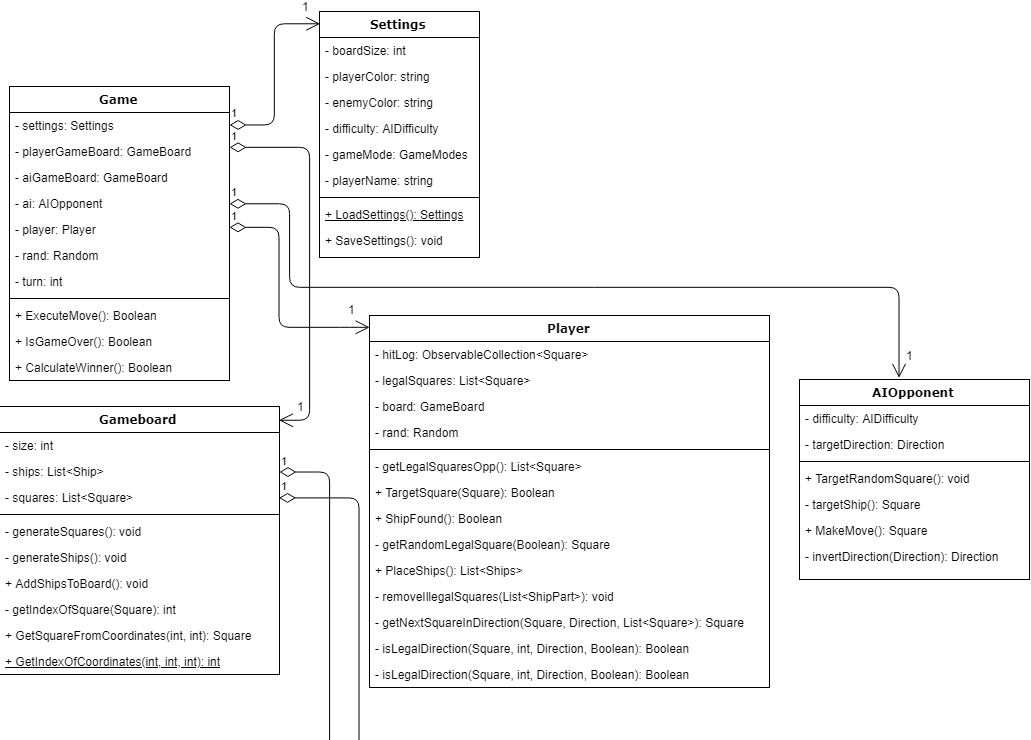 1
Settings
- boardSize: int
- playerColor: string
- enemyColor: string
- difficulty: AIDifficulty
- gameMode: GameModes
- playerName: string
+ LoadSettings(): Settings
+ SaveSettings(): void
Game
- settings: Settings
- playerGameBoard: GameBoard
- aiGameBoard: GameBoard
- ai: AIOpponent
- player: Player
- rand: Random
- turn: int
+ ExecuteMove(): Boolean
+ IsGameOver(): Boolean
+ CalculateWinner(): Boolean
1
1
1
1
1
Player
- hitLog: ObservableCollection<Square>
- legalSquares: List<Square>
- board: GameBoard
- rand: Random
- getLegalSquaresOpp(): List<Square>
+ TargetSquare(Square): Boolean
+ ShipFound(): Boolean
- getRandomLegalSquare(Boolean): Square
+ PlaceShips(): List<Ships>
- removeIllegalSquares(List<ShipPart>): void
- getNextSquareInDirection(Square, Direction, List<Square>): Square
- isLegalDirection(Square, int, Direction, Boolean): Boolean
- isLegalDirection(Square, int, Direction, Boolean): Boolean
1
AIOpponent
- difficulty: AIDifficulty
- targetDirection: Direction
+ TargetRandomSquare(): void
- targetShip(): Square
+ MakeMove(): Square
- invertDirection(Direction): Direction
1
Gameboard
- size: int
- ships: List<Ship>
- squares: List<Square>
- generateSquares(): void
- generateShips(): void
+ AddShipsToBoard(): void
- getIndexOfSquare(Square): int
+ GetSquareFromCoordinates(int, int): Square
+ GetIndexOfCoordinates(int, int, int): int
1
1